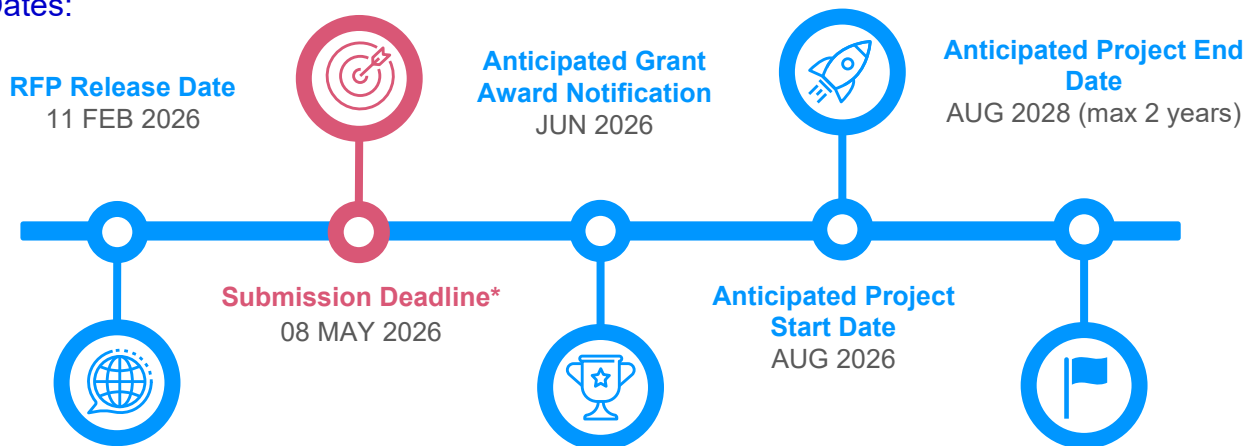 Dates:
RFP Release Date
11 FEB 2026
Submission Deadline*
08 MAY 2026
Anticipated Grant
Award Notification
JUN 2026
Anticipated Project
Start Date
AUG 2026
Anticipated Project End
Date
AUG 2028 (max 2 years)